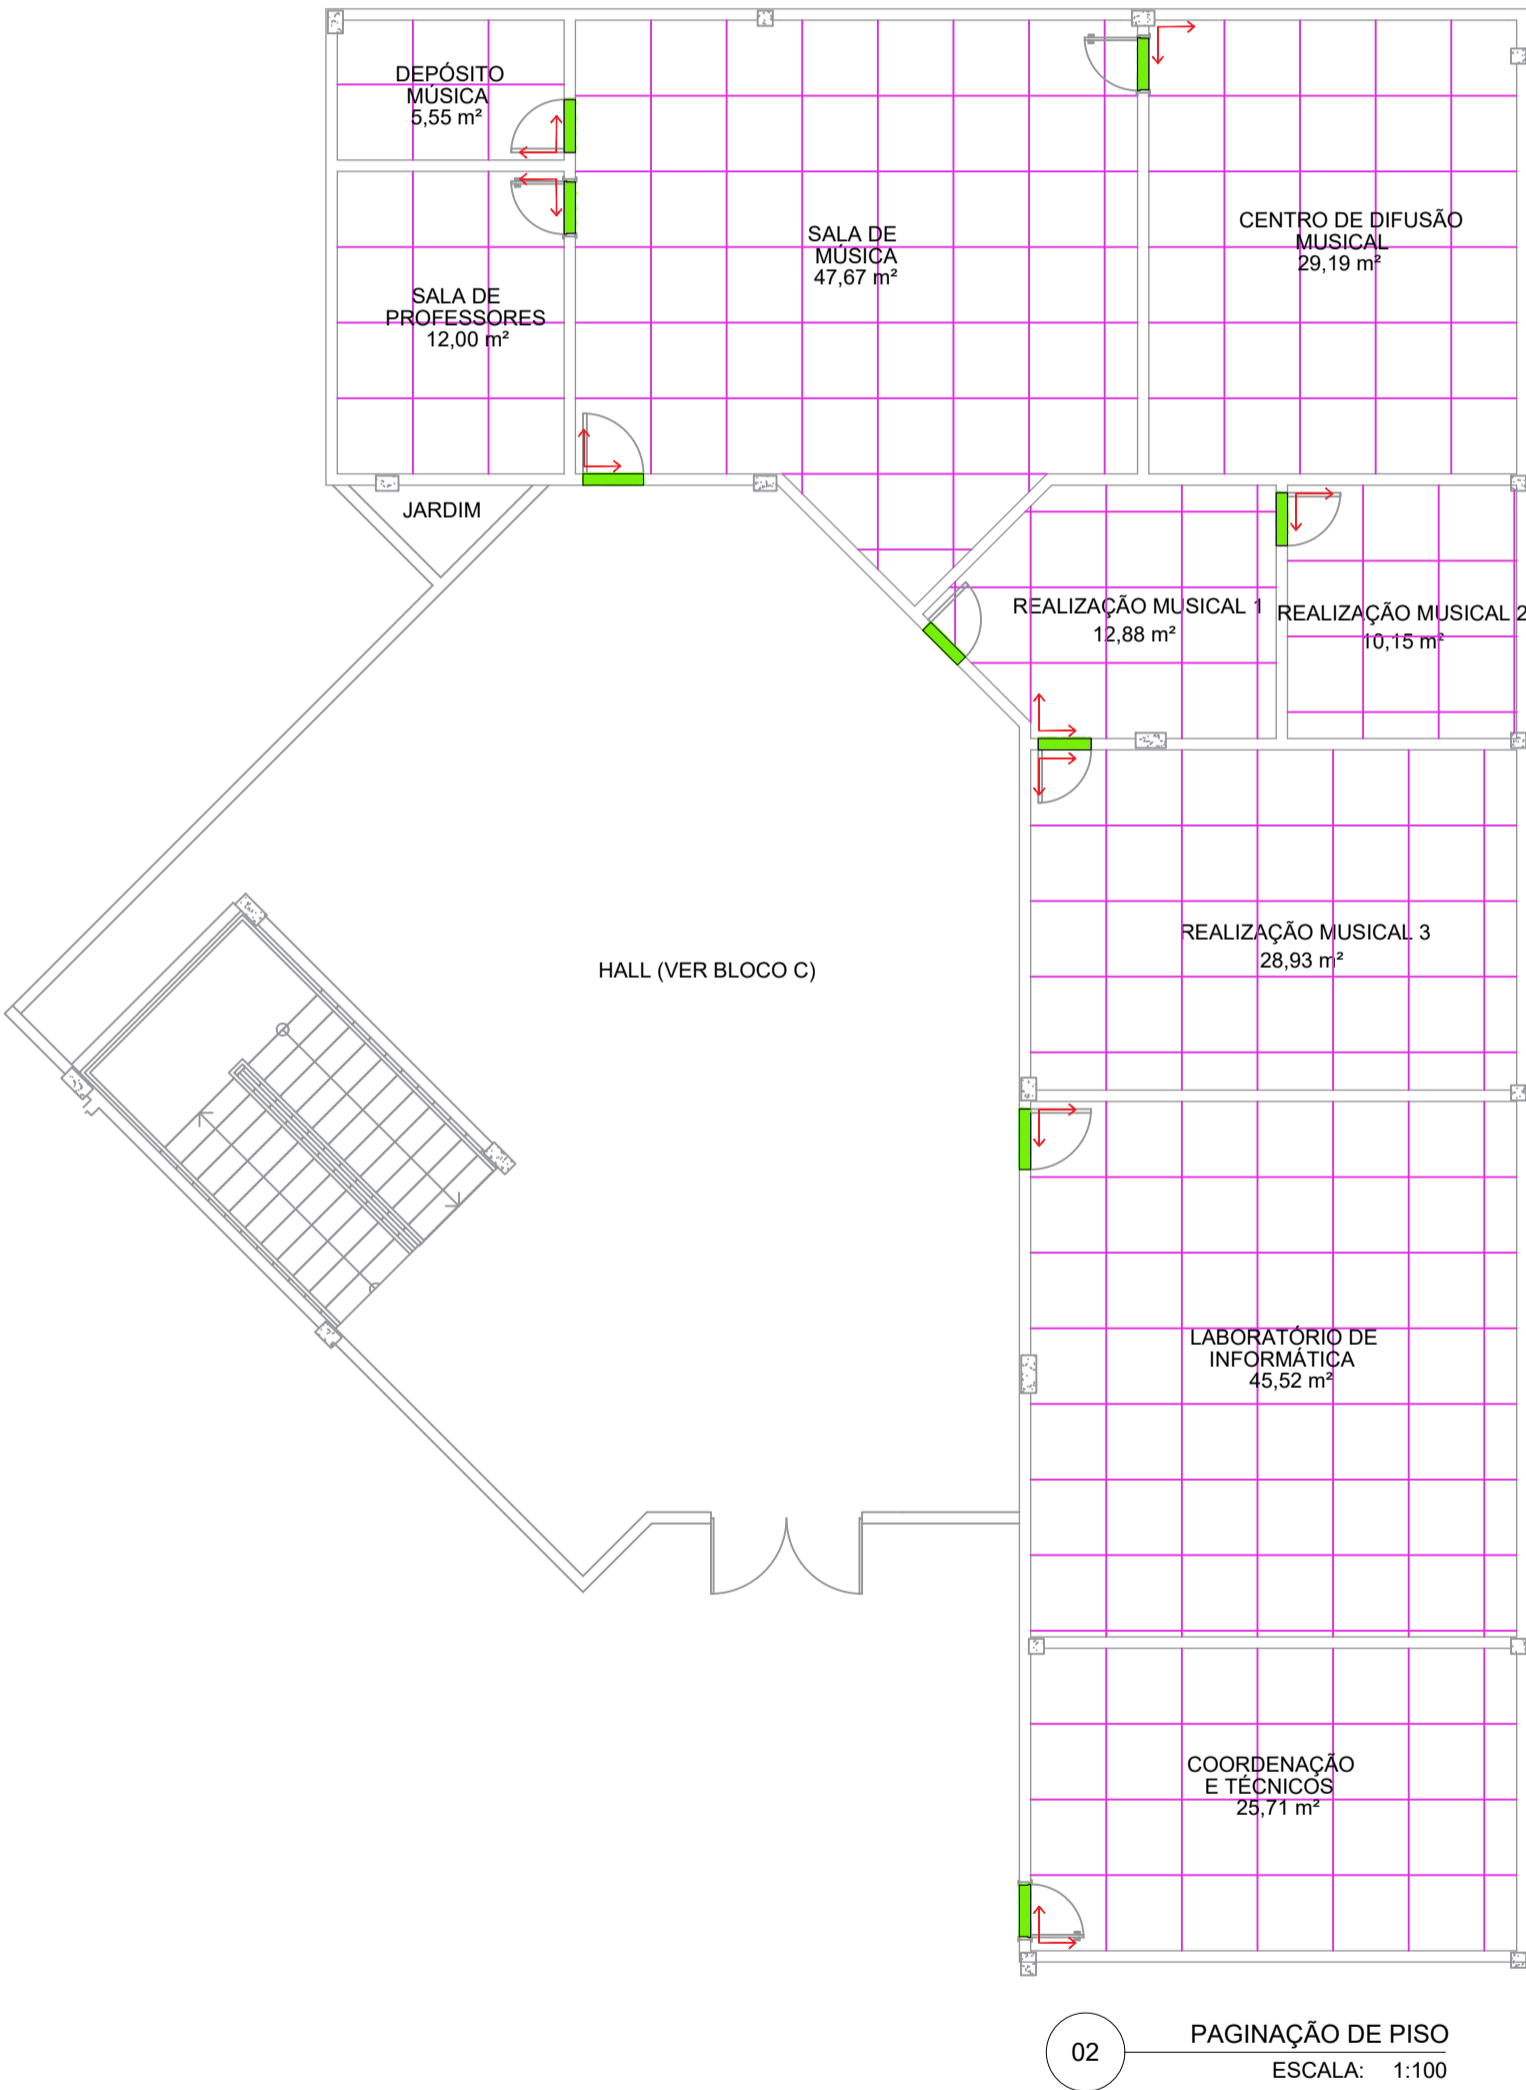 DEPÓSITO
MÚSICA
5,55 m²
SALA DE
MÚSICA
47,67 m²
CENTRO DE DIFUSÃO
MUSICAL
29,19 m²
SALA DE
PROFESSORES
12,00 m²
JARDIM
REALIZAÇÃO MUSICAL 1
12,88 m²
REALIZAÇÃO MUSICAL 2
10,15 m²
REALIZAÇÃO MUSICAL 3
28,93 m²
HALL (VER BLOCO C)
LABORATÓRIO DE
INFORMÁTICA
45,52 m²
COORDENAÇÃO
E TÉCNICOS
25,71 m²
02
PAGINAÇÃO DE PISO
ESCALA: 1:100